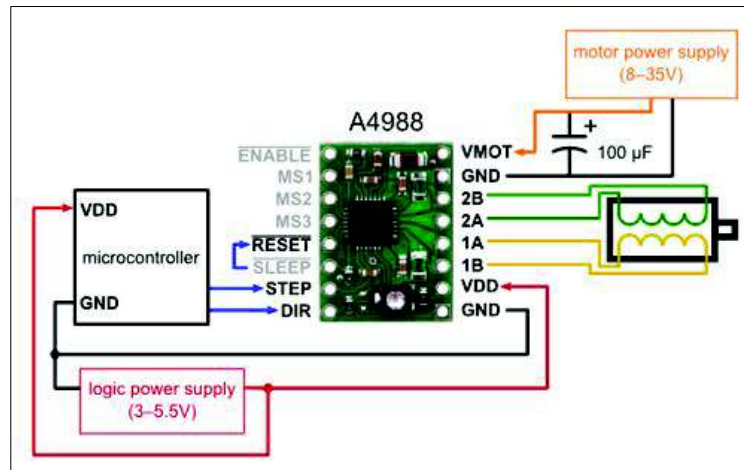 motor power supply
(8–35V)
A4988
ENABLE
MS1
MS2
MS3
RESET
SLEEP
STEP
DIR
VMOT
GND
2B
2A
1A
1B
VDD
GND
+
100 µF
VDD
microcontroller
GND
logic power supply
(3–5.5V)